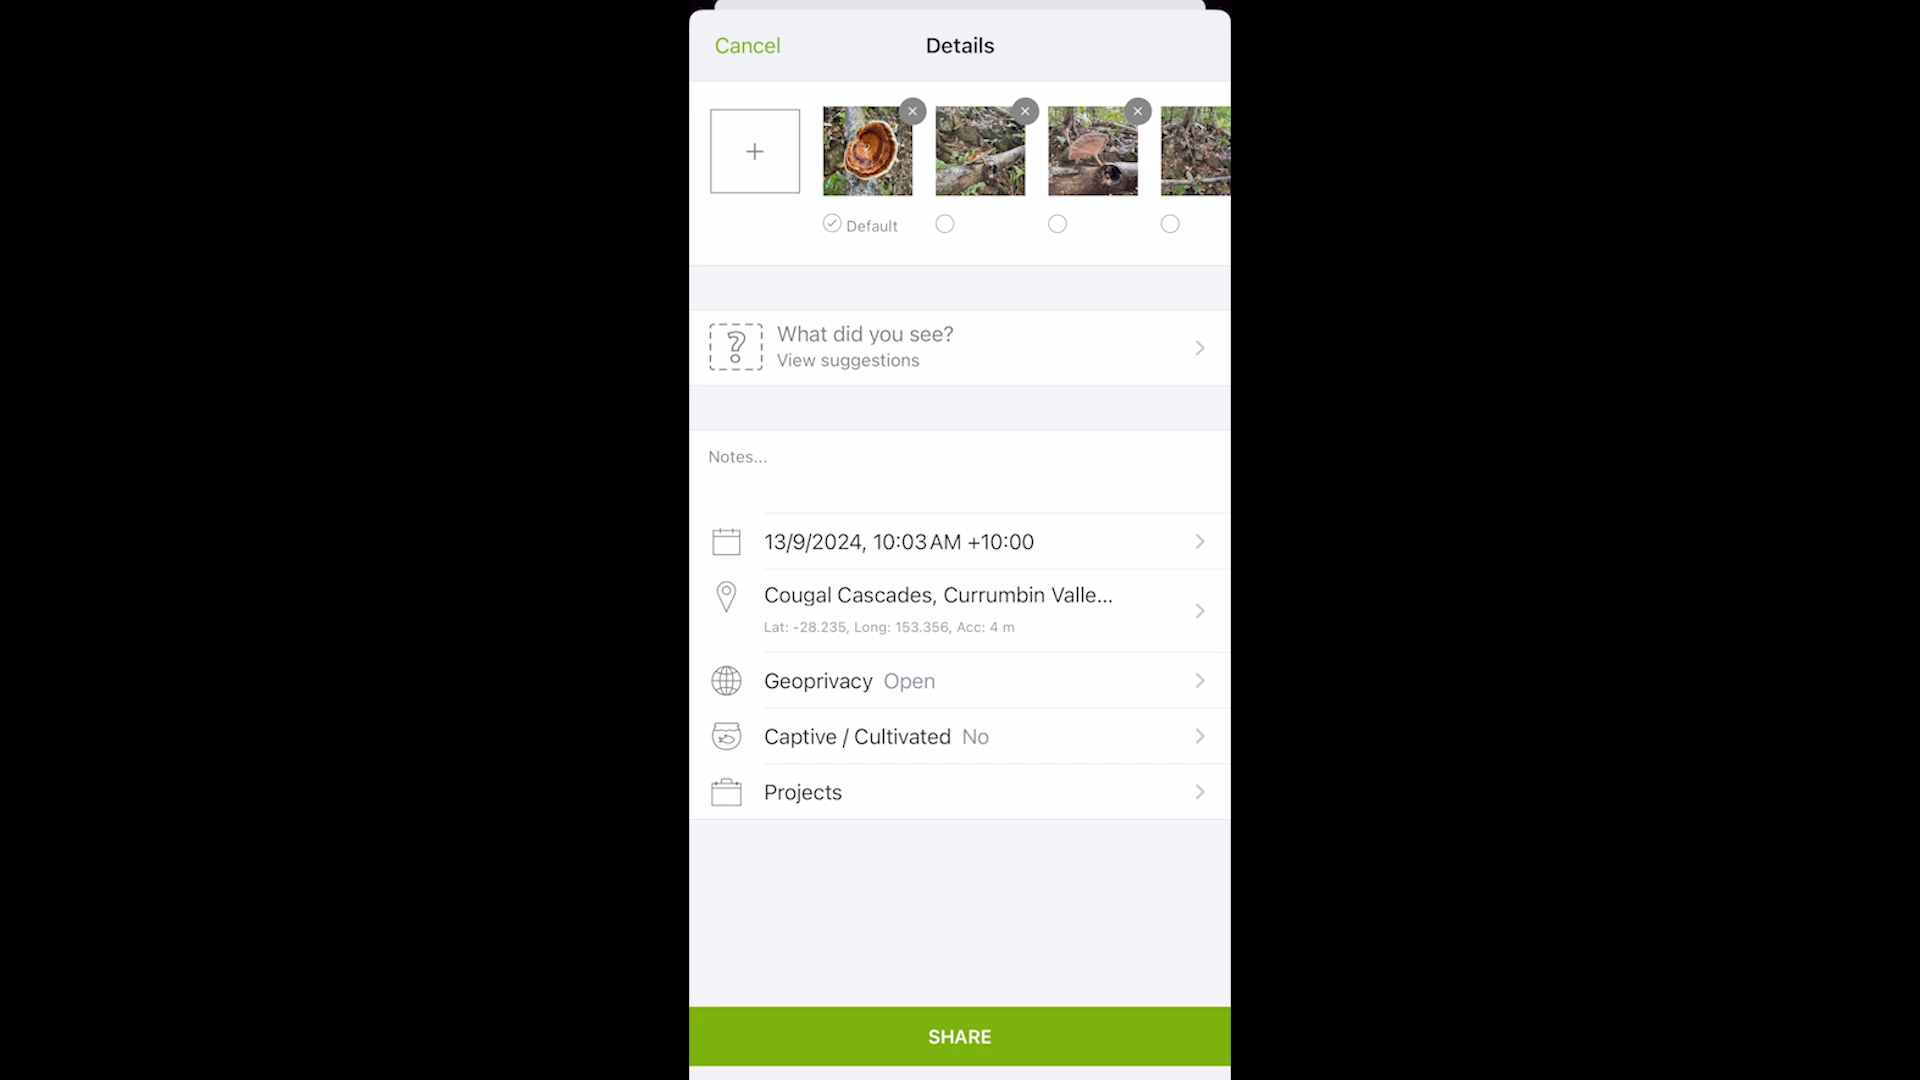 Cancel
Details
Default
What did you see?
View suggestions
Notes...
13/9/2024, 10:03 AM +10:00
Cougal Cascades, Currumbin Valle...
Lat: -28.235, Long: 153.356, Acc: 4 m
Geoprivacy Open
Captive / Cultivated No
Projects
SHARE